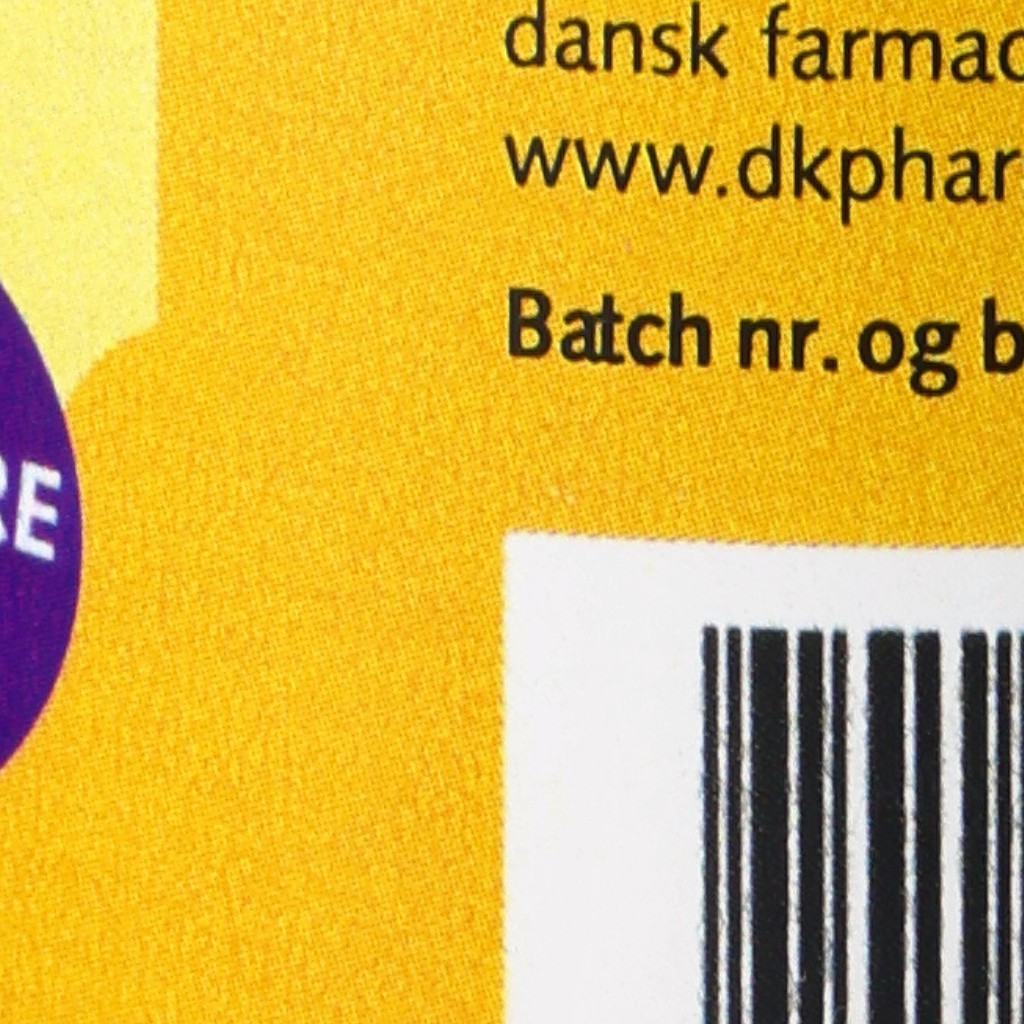 dansk farmac
www.dkphar
Batch nr. og b
RE